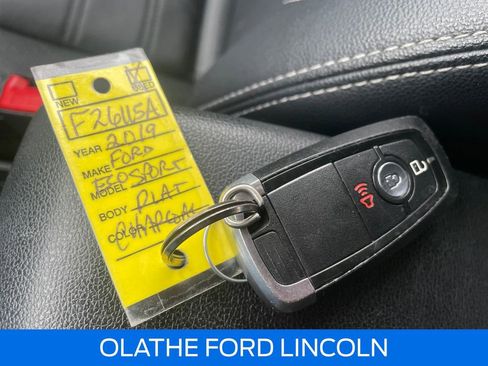 NEW USED
F26115A
YEAR 2019
MAKE FORD
MODEL ECOSPORT
BODY PLAT
COLOR CHARCOAL
OLATHE FORD LINCOLN